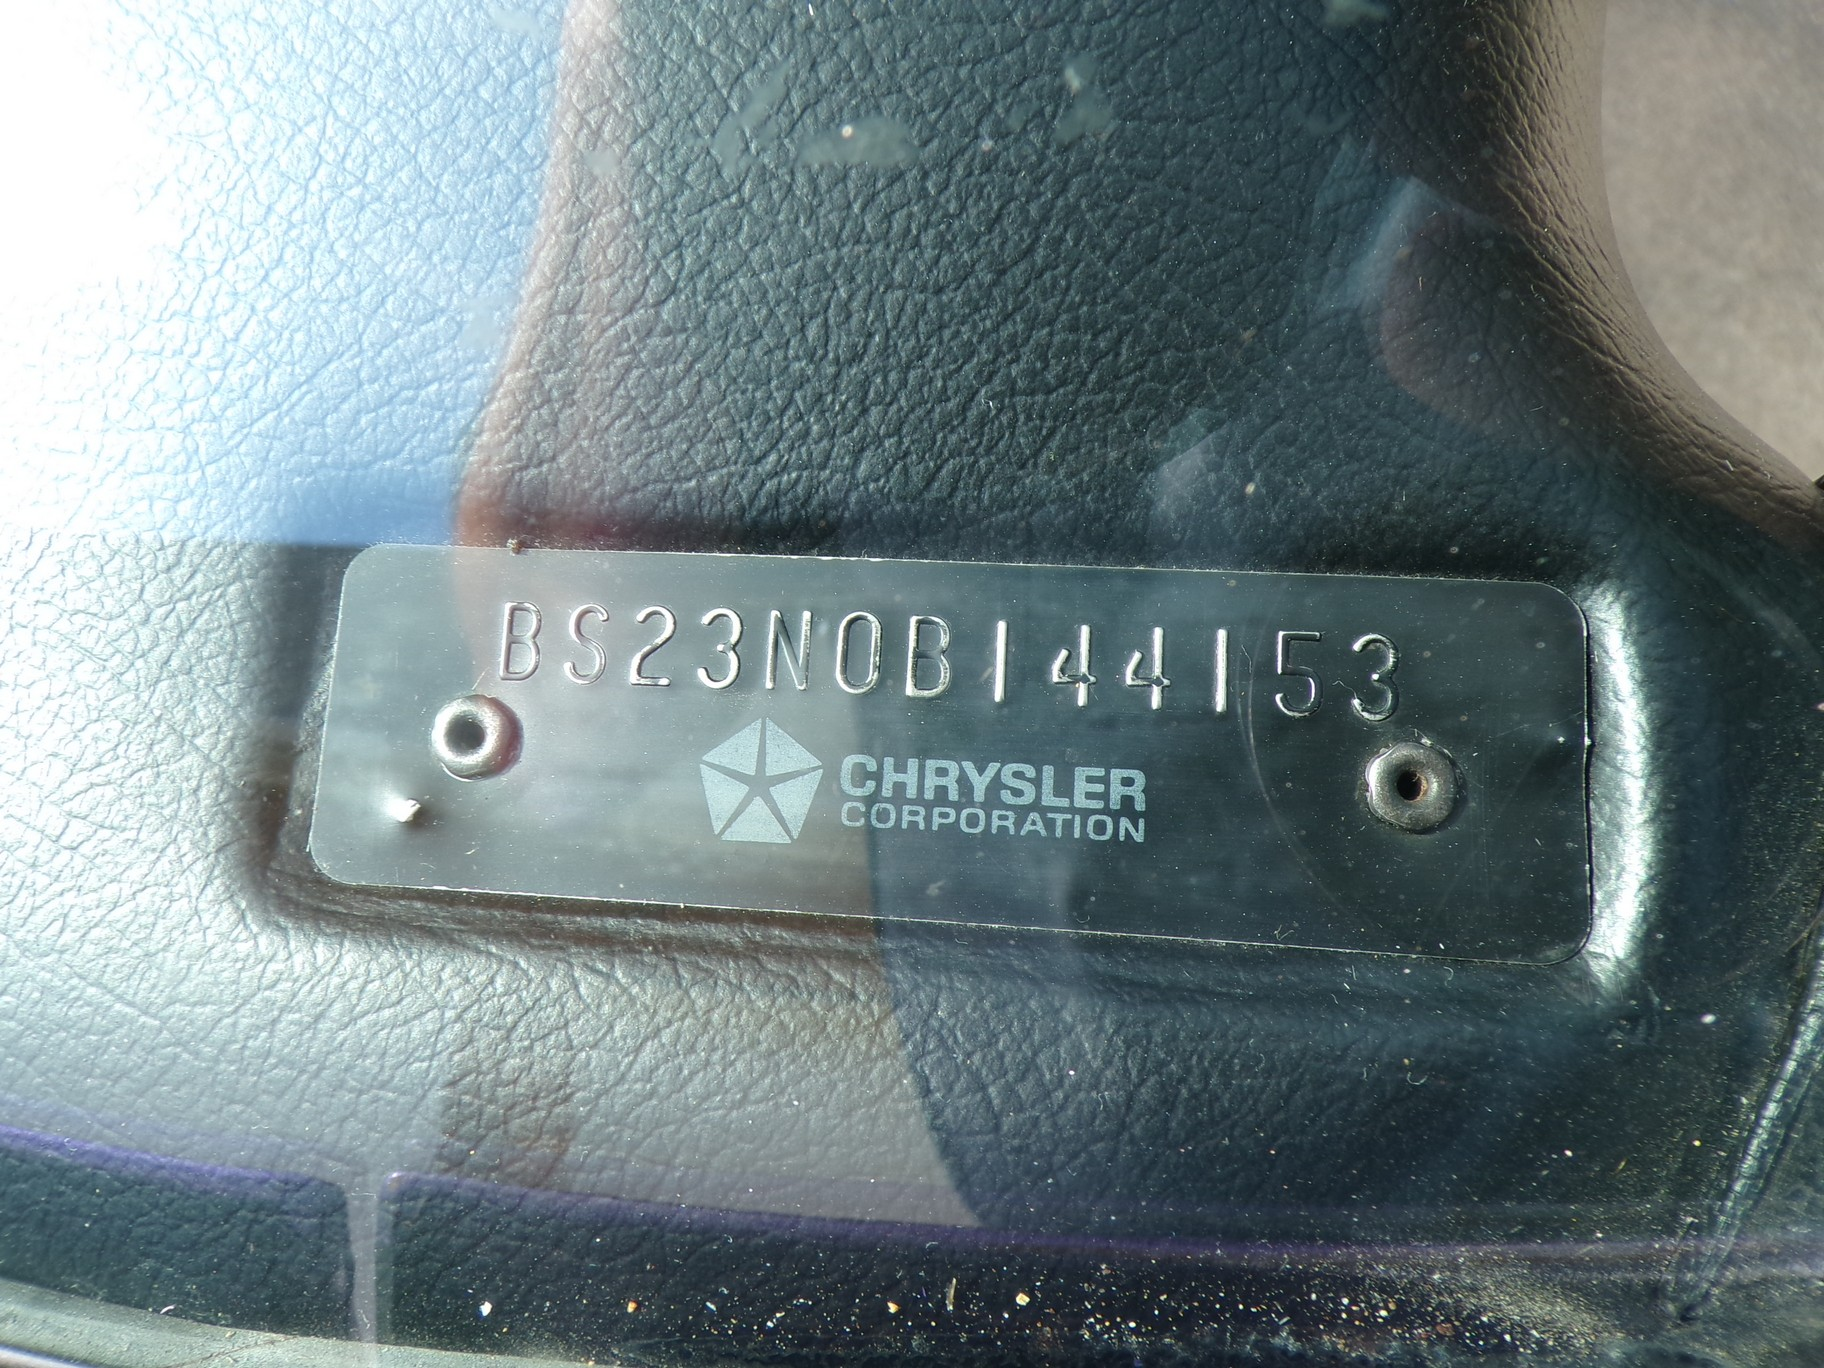 BS23N0B144153
CHRYSLER
CORPORATION